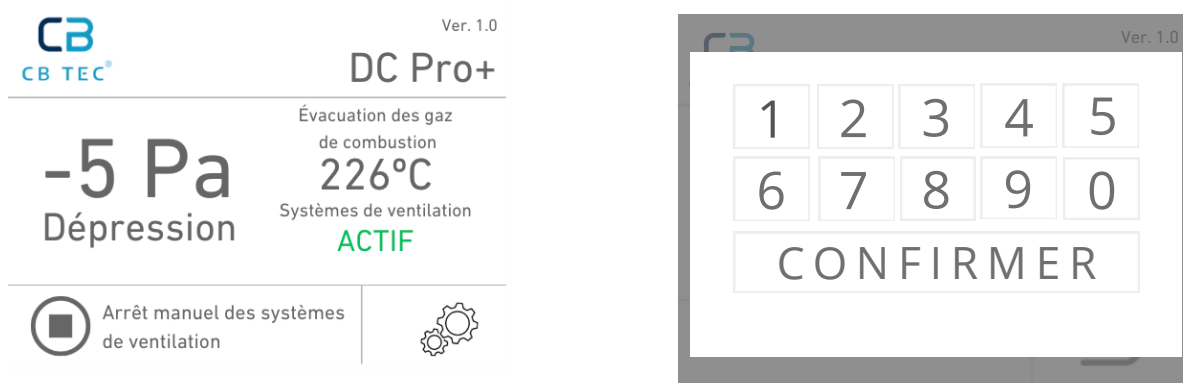 CB
CB TEC®
Ver. 1.0
DC Pro+
-5 Pa
Dépression
Évacuation des gaz
de combustion
226ºC
Systèmes de ventilation
ACTIF
Arrêt manuel des systèmes
de ventilation
CB
Ver. 1.0
1 2 3 4 5
6 7 8 9 0
CONFIRMER